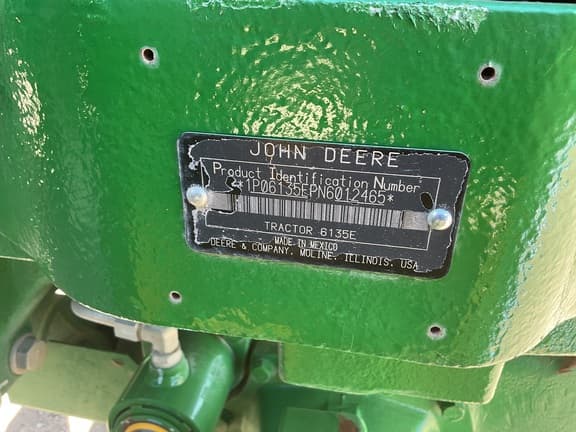 JOHN DEERE
Product Identification Number
*1P06135EPN6012465*
TRACTOR 6135E
MADE IN MEXICO
DEERE & COMPANY, MOLINE, ILLINOIS, USA